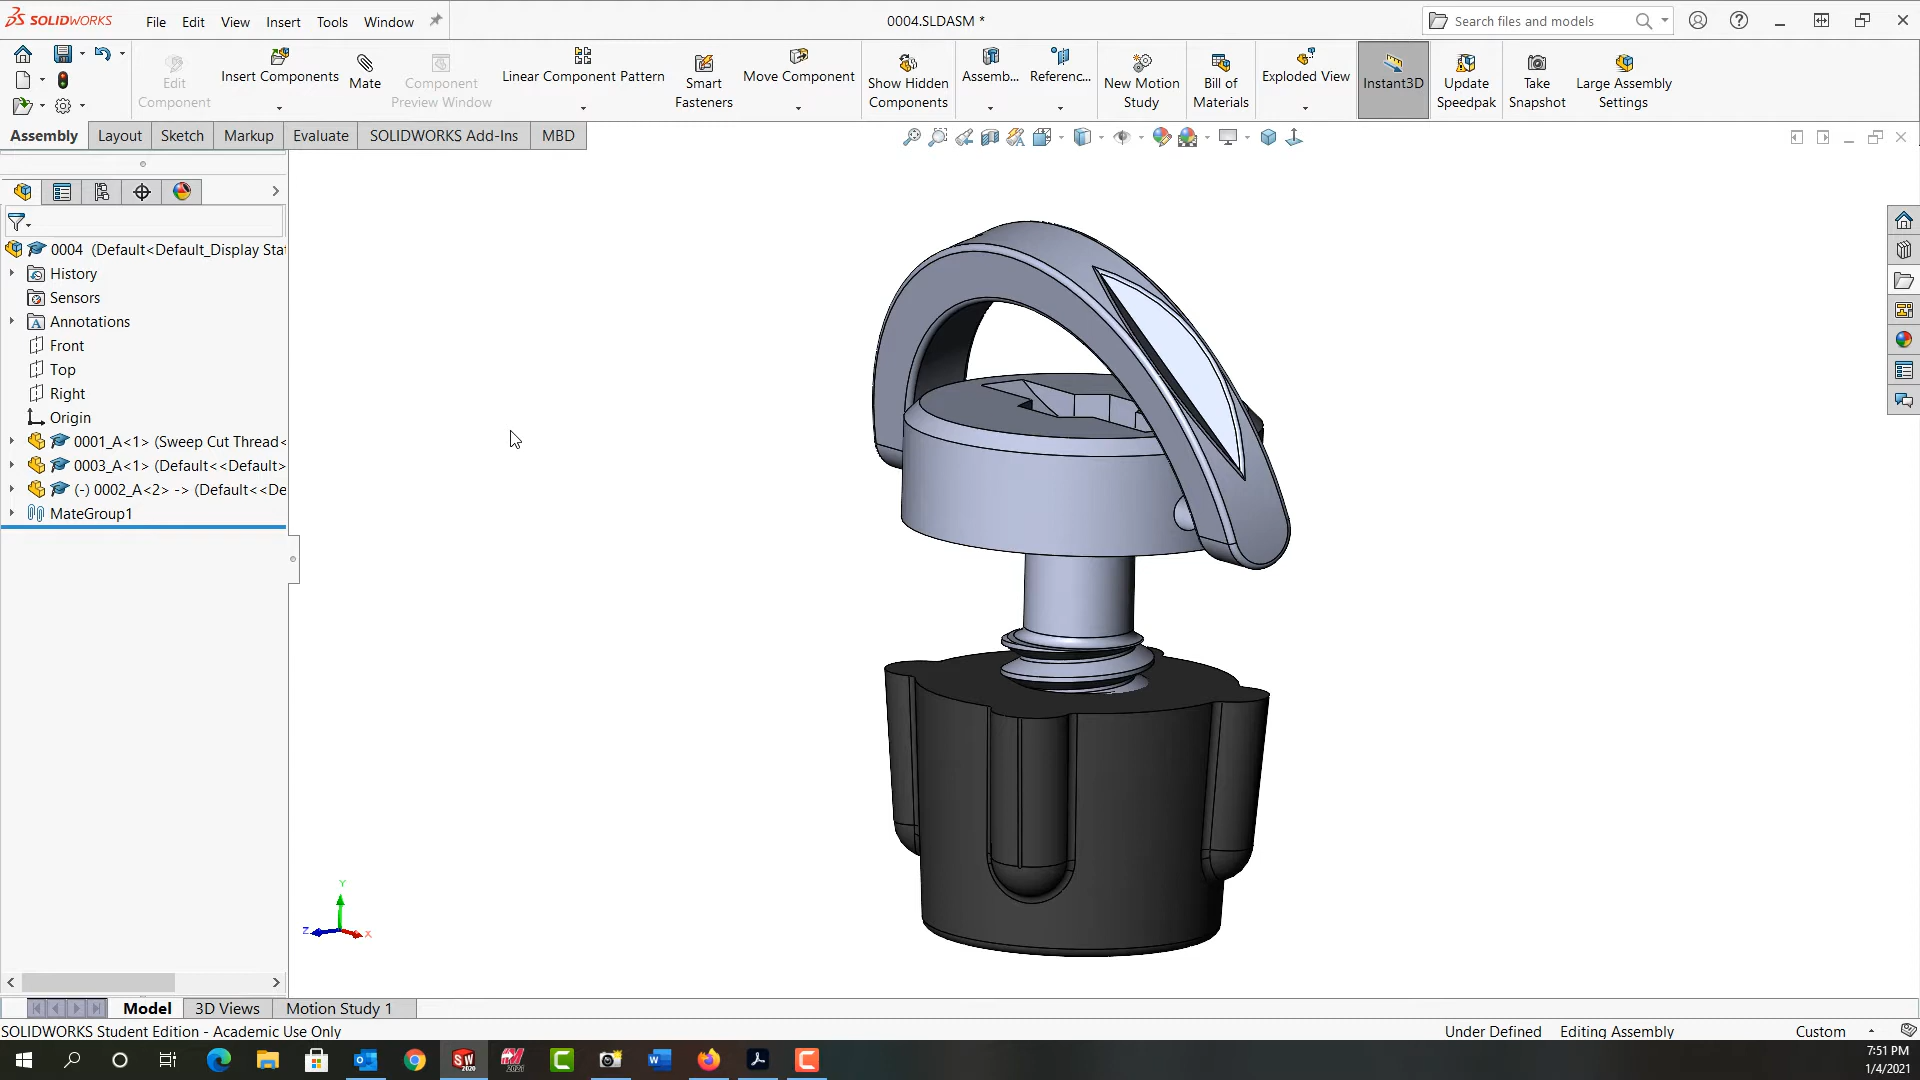 SOLIDWORKS File Edit View Insert Tools Window 0004.SLDASM * Search files and models
Edit Component
Insert Components
Mate
Component Preview Window
Linear Component Pattern
Smart Fasteners
Move Component
Show Hidden Components
Assemb...
Referenc...
New Motion Study
Bill of Materials
Exploded View
Instant3D
Update Speedpak
Take Snapshot
Large Assembly Settings
Assembly Layout Sketch Markup Evaluate SOLIDWORKS Add-Ins MBD
0004 (Default<Default_Display Sta
History
Sensors
Annotations
Front
Top
Right
Origin
0001_A<1> (Sweep Cut Thread<
0003_A<1> (Default<<Default>
(-) 0002_A<2> -> (Default<<De
MateGroup1
Y
Z X
Model 3D Views Motion Study 1
SOLIDWORKS Student Edition - Academic Use Only Under Defined Editing Assembly Custom
7:51 PM
1/4/2021